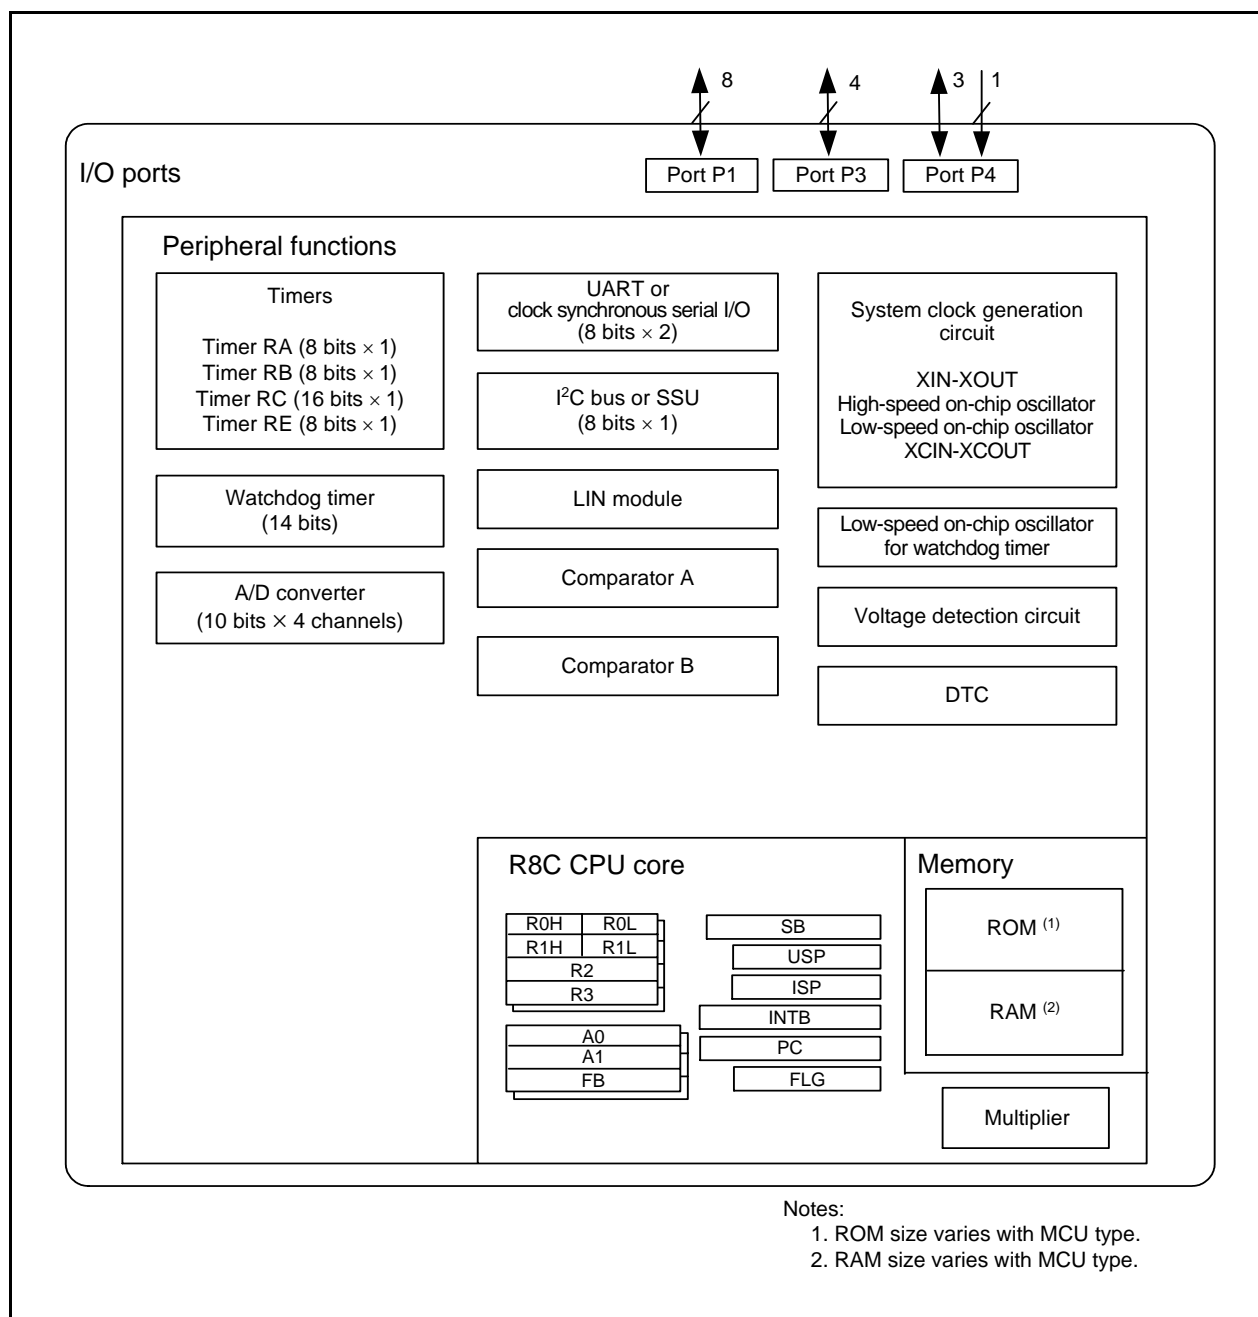 8
4
3
1
I/O ports
Port P1
Port P3
Port P4
Peripheral functions
Timers
Timer RA (8 bits × 1)
Timer RB (8 bits × 1)
Timer RC (16 bits × 1)
Timer RE (8 bits × 1)
Watchdog timer
(14 bits)
A/D converter
(10 bits × 4 channels)
UART or
clock synchronous serial I/O
(8 bits × 2)
I²C bus or SSU
(8 bits × 1)
LIN module
Comparator A
Comparator B
System clock generation
circuit
XIN-XOUT
High-speed on-chip oscillator
Low-speed on-chip oscillator
XCIN-XCOUT
Low-speed on-chip oscillator
for watchdog timer
Voltage detection circuit
DTC
R8C CPU core
R0H
R0L
R1H
R1L
R2
R3
A0
A1
FB
SB
USP
ISP
INTB
PC
FLG
Memory
ROM (1)
RAM (2)
Multiplier
Notes:
1. ROM size varies with MCU type.
2. RAM size varies with MCU type.